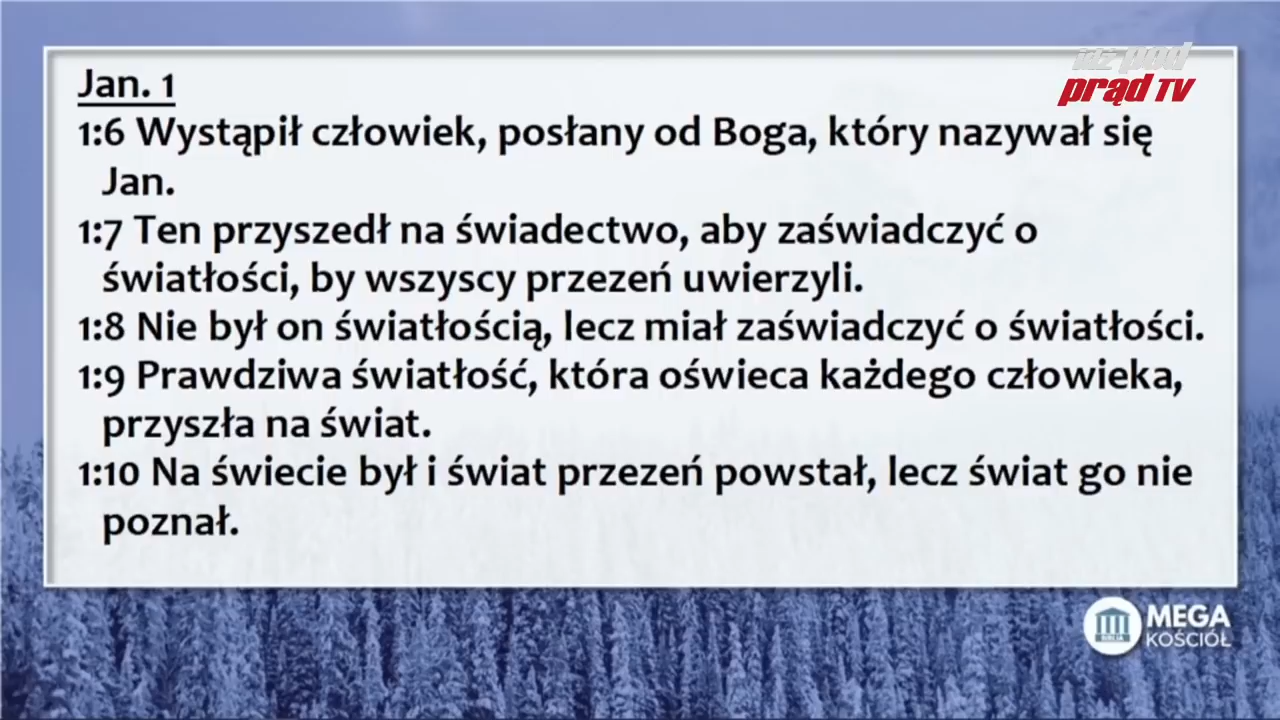 Jan. 1
idź pod
prąd TV
1:6 Wystąpił człowiek, posłany od Boga, który nazywał się
Jan.
1:7 Ten przyszedł na świadectwo, aby zaświadczyć o
światłości, by wszyscy przezeń uwierzyli.
1:8 Nie był on światłością, lecz miał zaświadczyć o światłości.
1:9 Prawdziwa światłość, która oświeca każdego człowieka,
przyszła na świat.
1:10 Na świecie był i świat przezeń powstał, lecz świat go nie
poznał.
BIBLIA
MEGA
KOŚCIÓŁ